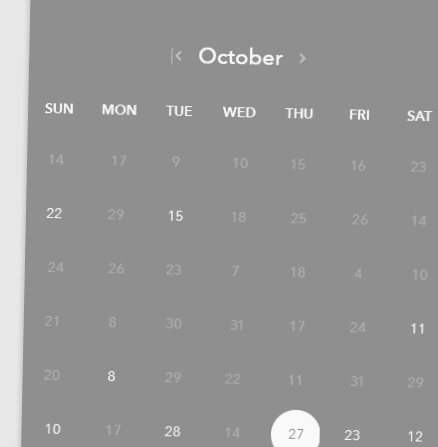 |< October >
SUN MON TUE WED THU FRI SAT
14 17 9 10 15 16 23
22 29 15 18 25 26 14
24 26 23 7 18 4 10
21 8 30 31 17 24 11
20 8 29 22 11 31 29
10 17 28 14 27 23 12